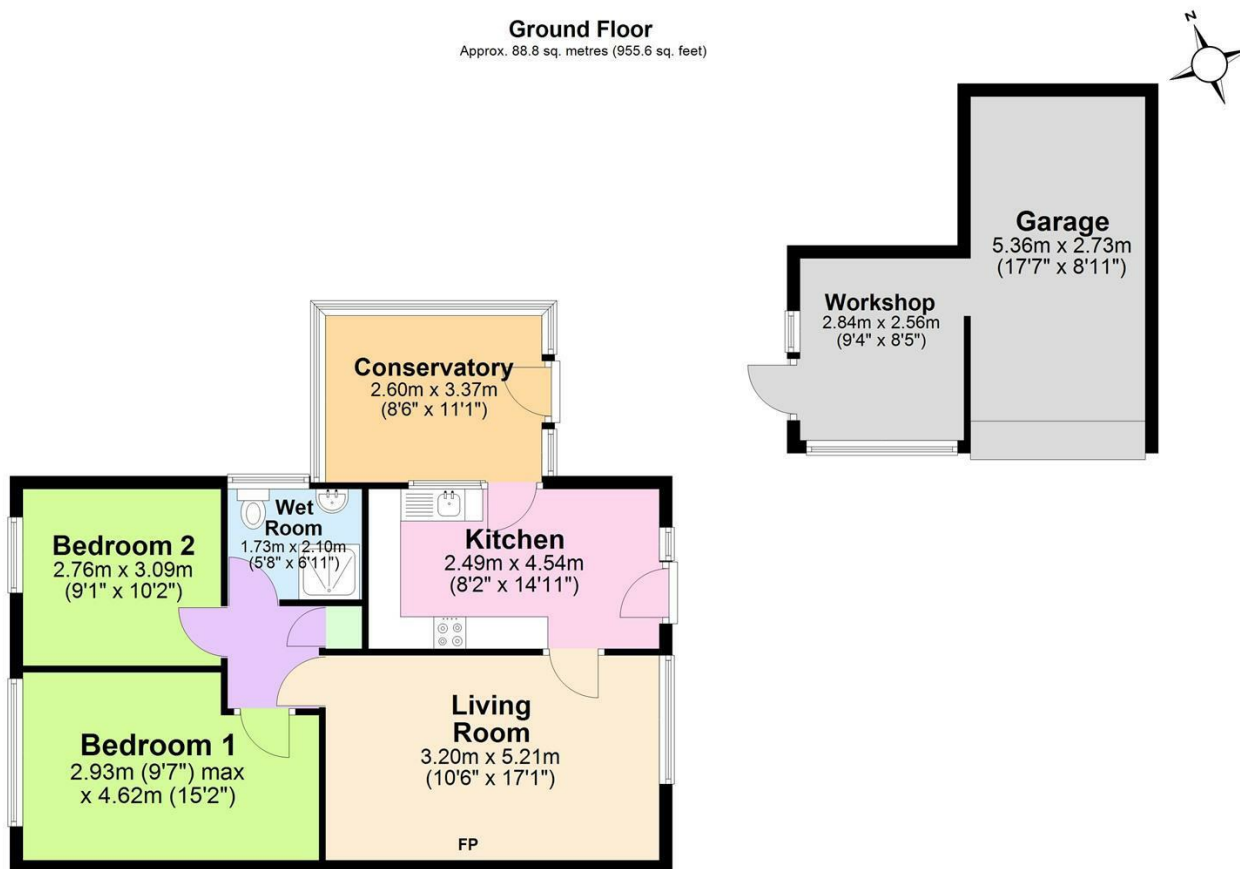 Ground Floor
Approx. 88.8 sq. metres (955.6 sq. feet)
N
Garage
5.36m x 2.73m
(17'7" x 8'11")
Workshop
2.84m x 2.56m
(9'4" x 8'5")
Conservatory
2.60m x 3.37m
(8'6" x 11'1")
Wet
Room
1.73m x 2.10m
(5'8" x 6'11")
Bedroom 2
2.76m x 3.09m
(9'1" x 10'2")
Kitchen
2.49m x 4.54m
(8'2" x 14'11")
Living
Room
3.20m x 5.21m
(10'6" x 17'1")
Bedroom 1
2.93m (9'7") max
x 4.62m (15'2")
FP